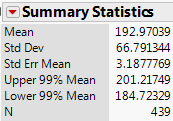 Summary Statistics
Mean 192.97039
Std Dev 66.791344
Std Err Mean 3.1877769
Upper 99% Mean 201.21749
Lower 99% Mean 184.72329
N 439